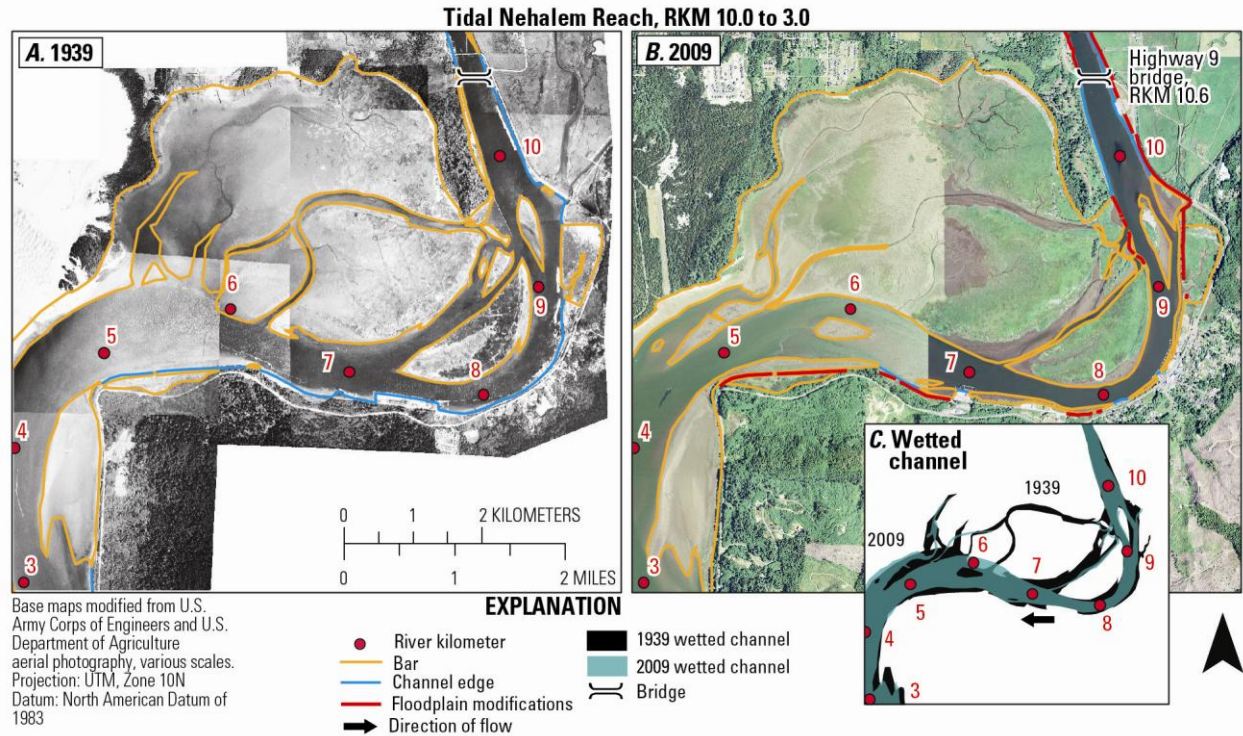 Tidal Nehalem Reach, RKM 10.0 to 3.0
A. 1939
10
9
8
7
6
5
4
3
0 1 2 KILOMETERS
0 1 2 MILES
B. 2009
Highway 9
bridge,
RKM 10.6
10
9
8
7
6
5
4
3
C. Wetted
channel
1939
2009
10
9
8
7
6
5
4
3
Base maps modified from U.S.
Army Corps of Engineers and U.S.
Department of Agriculture
aerial photography, various scales.
Projection: UTM, Zone 10N
Datum: North American Datum of
1983
EXPLANATION
River kilometer
Bar
Channel edge
Floodplain modifications
Direction of flow
1939 wetted channel
2009 wetted channel
Bridge